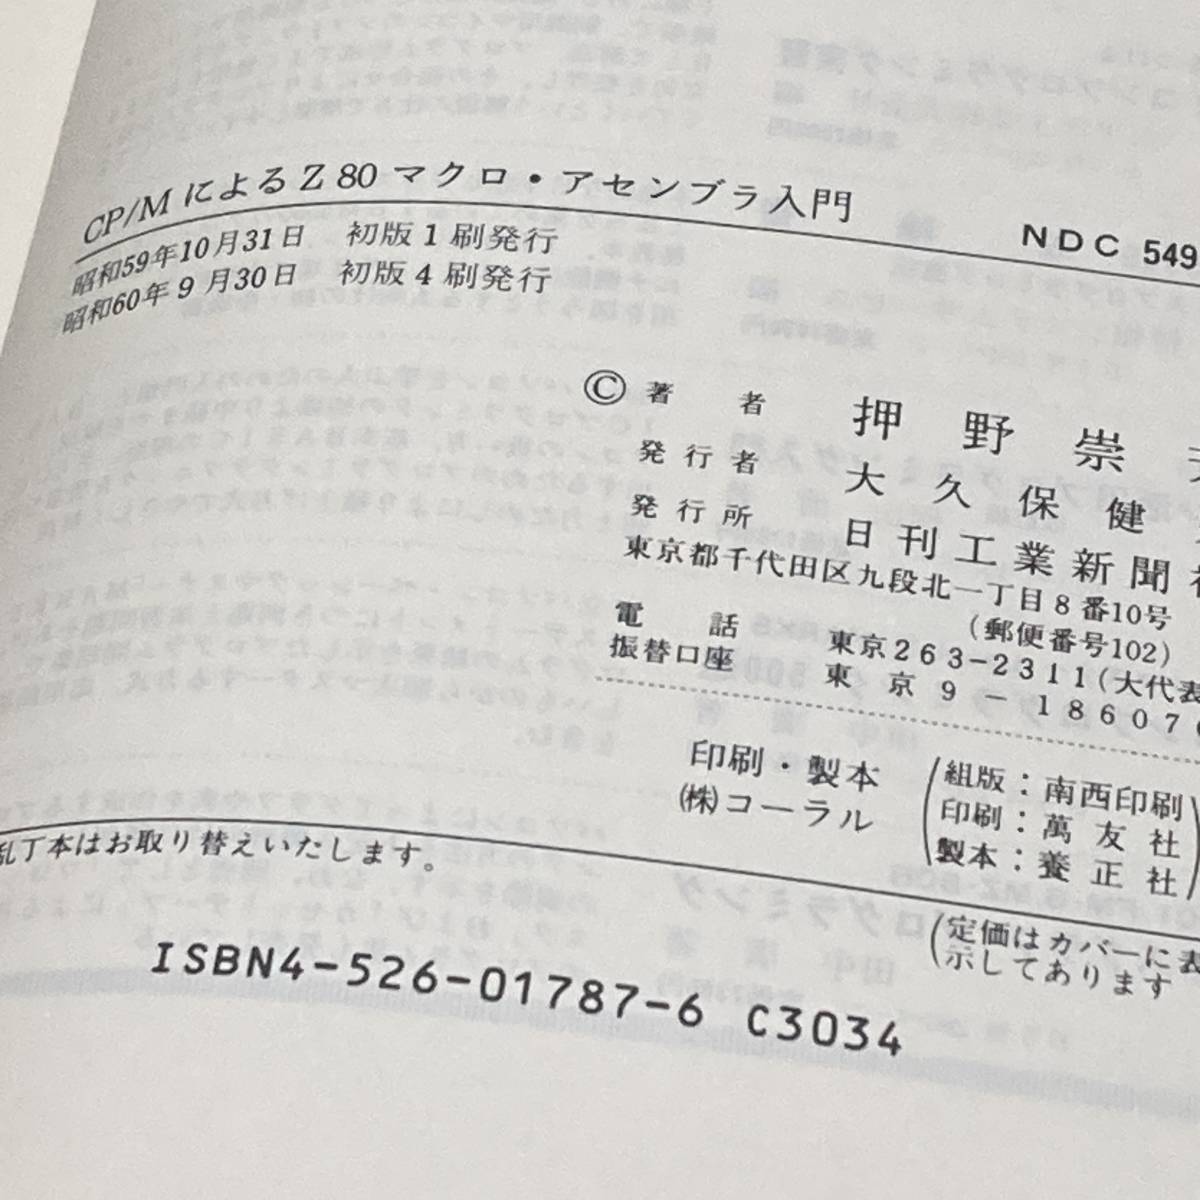 CP/M による Z 80 マクロ・アセンブラ入門
NDC 549
昭和59年10月31日 初版1刷発行
昭和60年9月30日 初版4刷発行
© 著者 押野崇
発行者 大久保健
発行所 日刊工業新聞
東京都千代田区九段北一丁目8番10号
(郵便番号102)
電話 東京263-2311(大代表
振替口座 東京9-18607
印刷・製本
(株)コーラル
(組版:南西印刷
印刷:萬友社
製本:養正社)
乱丁本はお取り替えいたします。
(定価はカバーに表
示してあります
ISBN4-526-01787-6 C3034